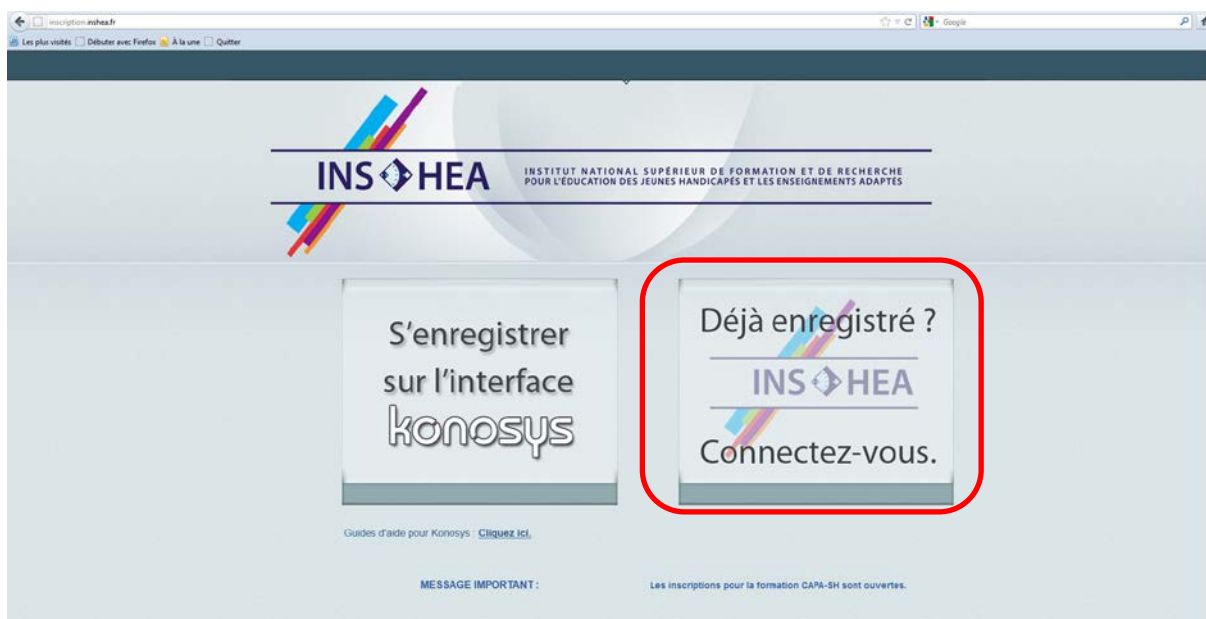 inscription.inshea.fr
Google
Les plus visités Débuter avec Firefox À la une Quitter
INS HEA
INSTITUT NATIONAL SUPÉRIEUR DE FORMATION ET DE RECHERCHE
POUR L'ÉDUCATION DES JEUNES HANDICAPÉS ET LES ENSEIGNEMENTS ADAPTÉS
S'enregistrer
sur l'interface
konosys
Déjà enregistré ?
INS HEA
Connectez-vous.
Guides d'aide pour Konosys : Cliquez ici.
MESSAGE IMPORTANT :
Les inscriptions pour la formation CAPA-SH sont ouvertes.